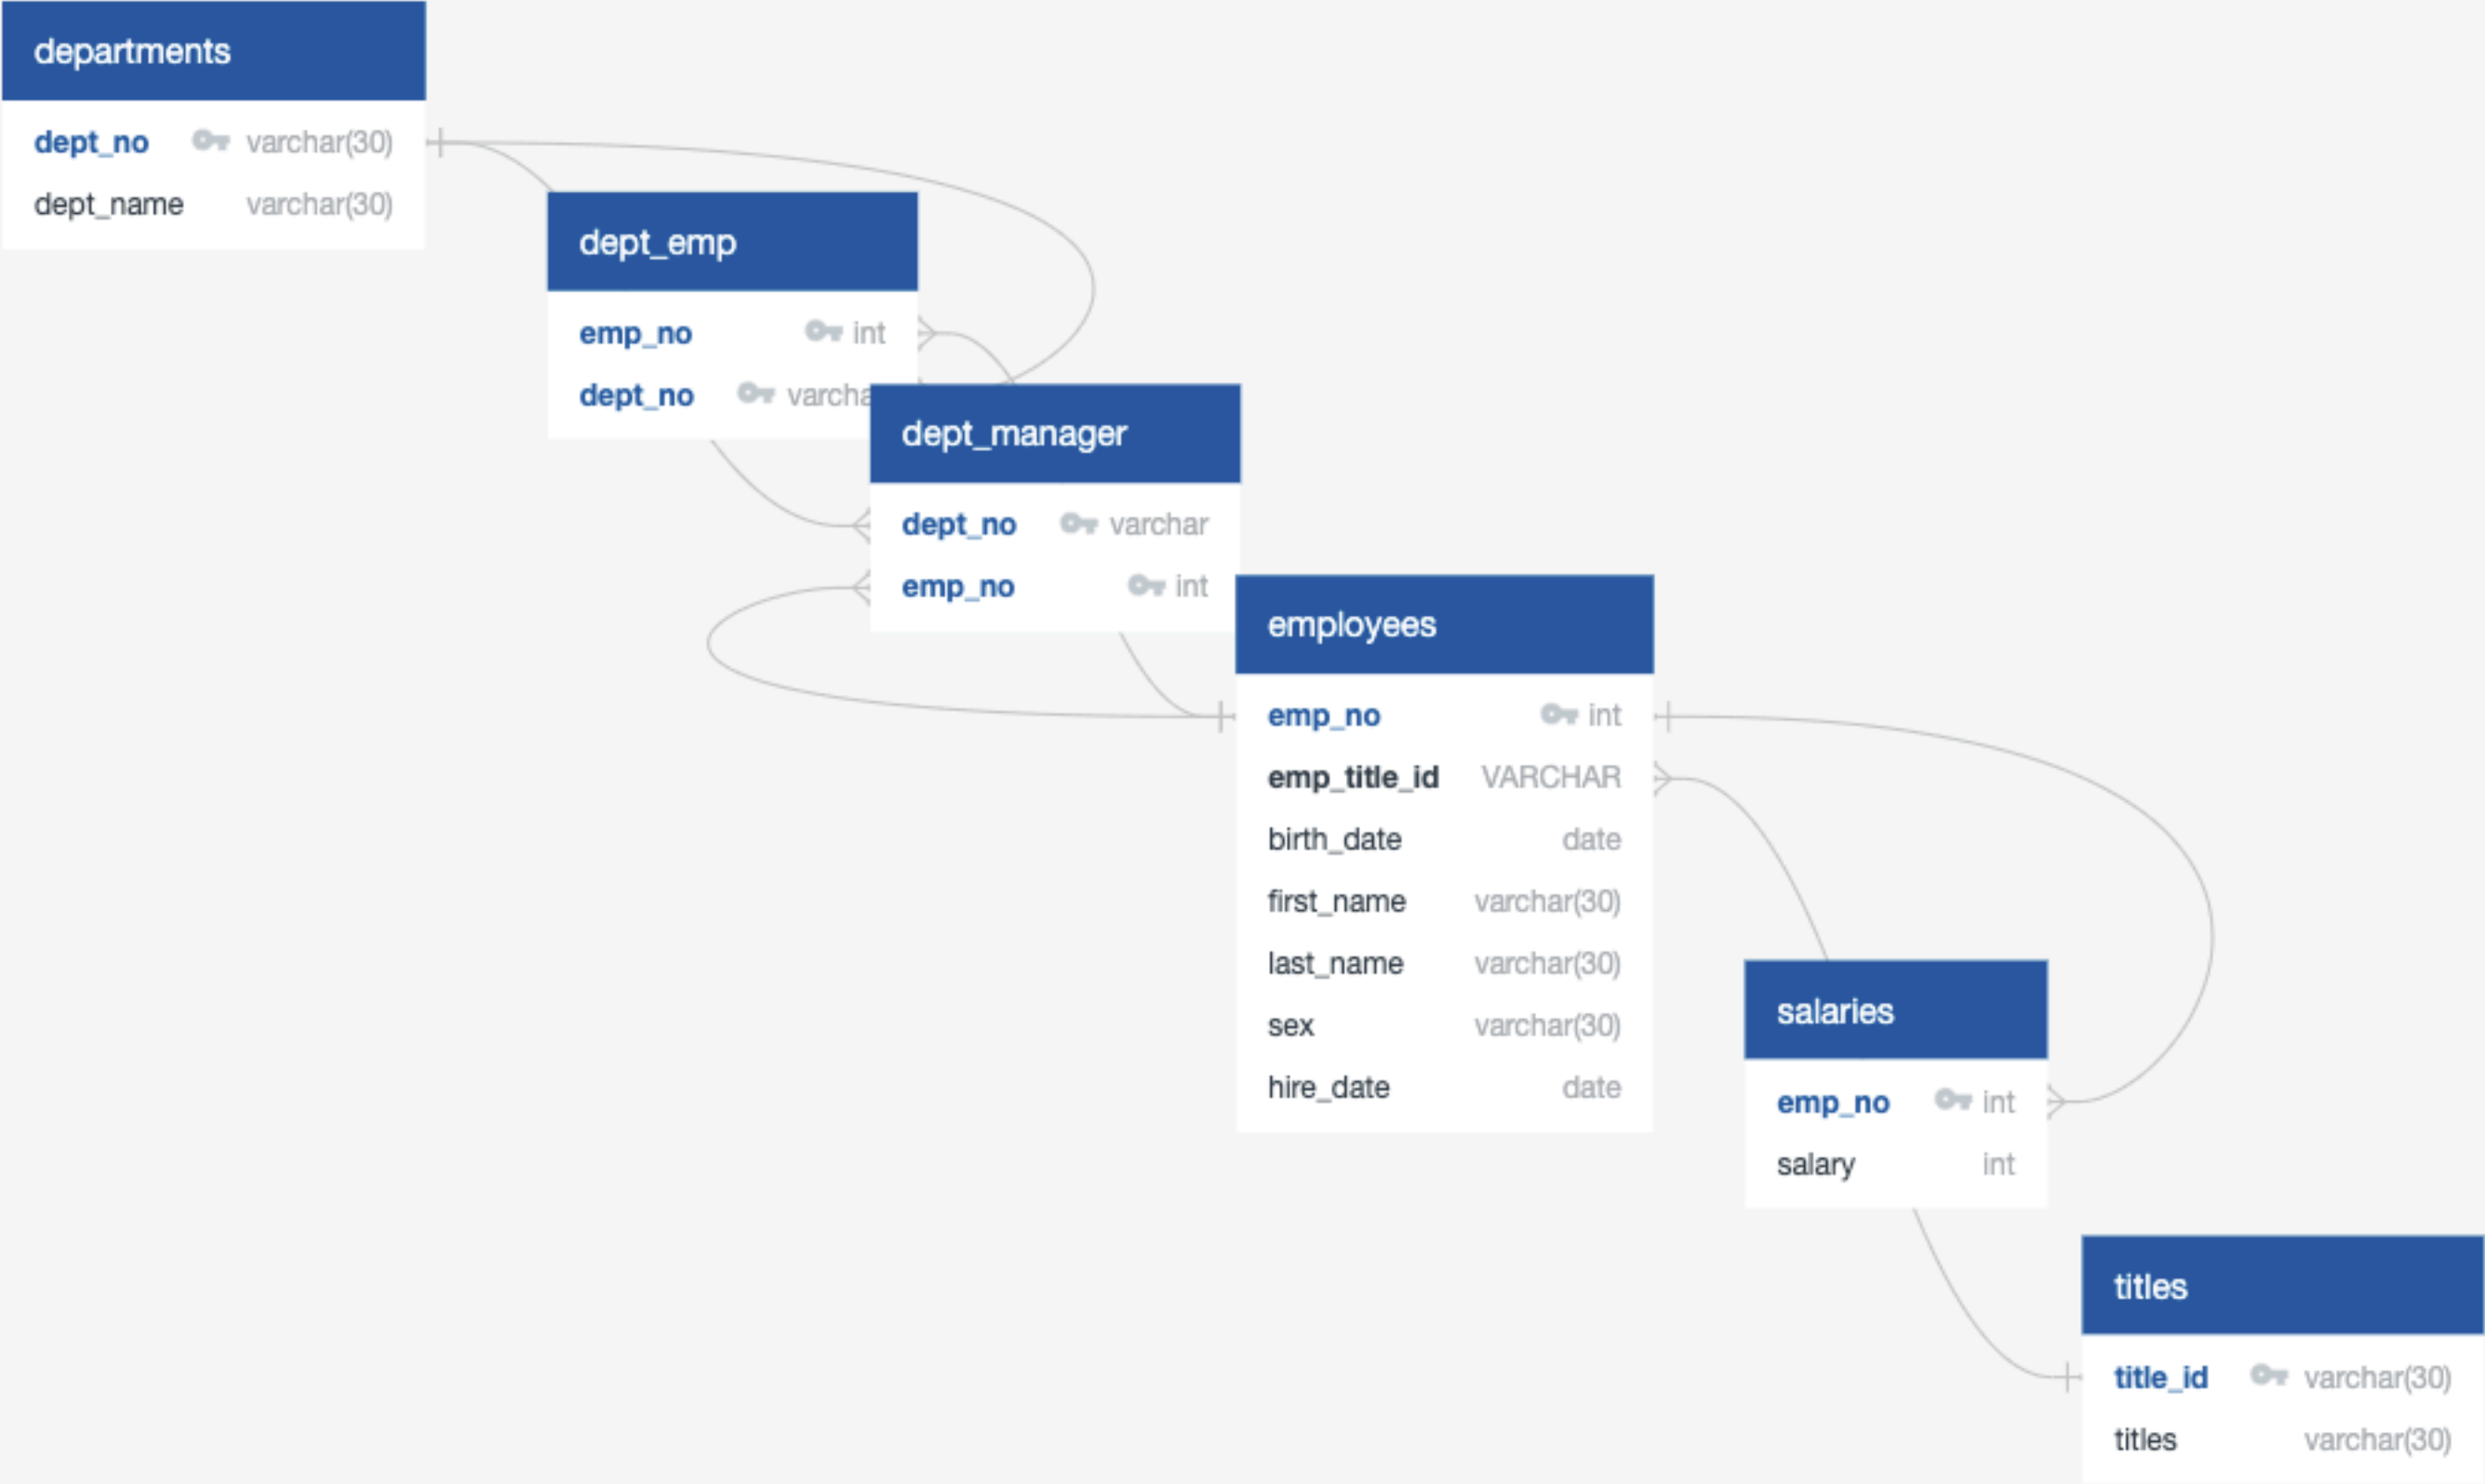 departments
dept_no varchar(30)
dept_name varchar(30)
dept_emp
emp_no int
dept_no varcha
dept_manager
dept_no varchar
emp_no int
employees
emp_no int
emp_title_id VARCHAR
birth_date date
first_name varchar(30)
last_name varchar(30)
sex varchar(30)
hire_date date
salaries
emp_no int
salary int
titles
title_id varchar(30)
titles varchar(30)